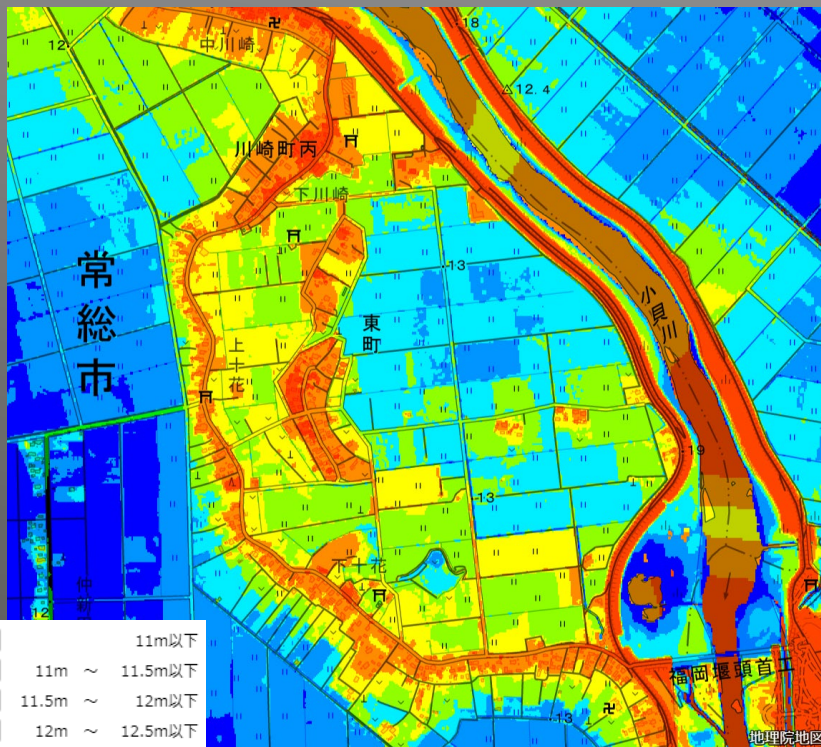 12
中川崎
18
12.4
川崎町丙
下川崎
常総市
13
小貝川
東町
上十花
19
13
下十花
12
福岡堰頭首工
13
11m以下
11m ～ 11.5m以下
11.5m ～ 12m以下
12m ～ 12.5m以下
地理院地図